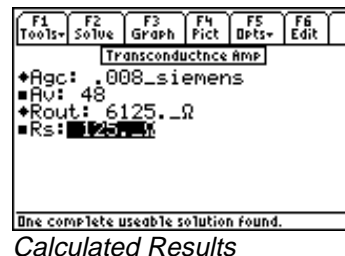 F1 F2 F3 F4 F5 F6
Tools▾ Solve Graph Pict Opts▾ Edit
Transconductnce Amp
◆Agc: .008_siemens
■Av: 48
◆Rout: 6125._Ω
■Rs: 125._Ω
One complete useable solution found.
Calculated Results